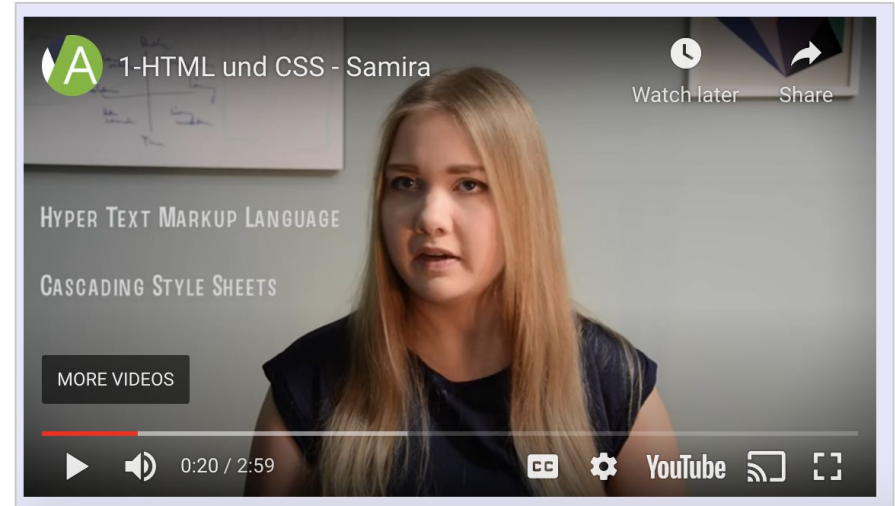 A
1-HTML und CSS - Samira
Watch later
Share
HYPER TEXT MARKUP LANGUAGE
CASCADING STYLE SHEETS
MORE VIDEOS
0:20 / 2:59
CC
YouTube